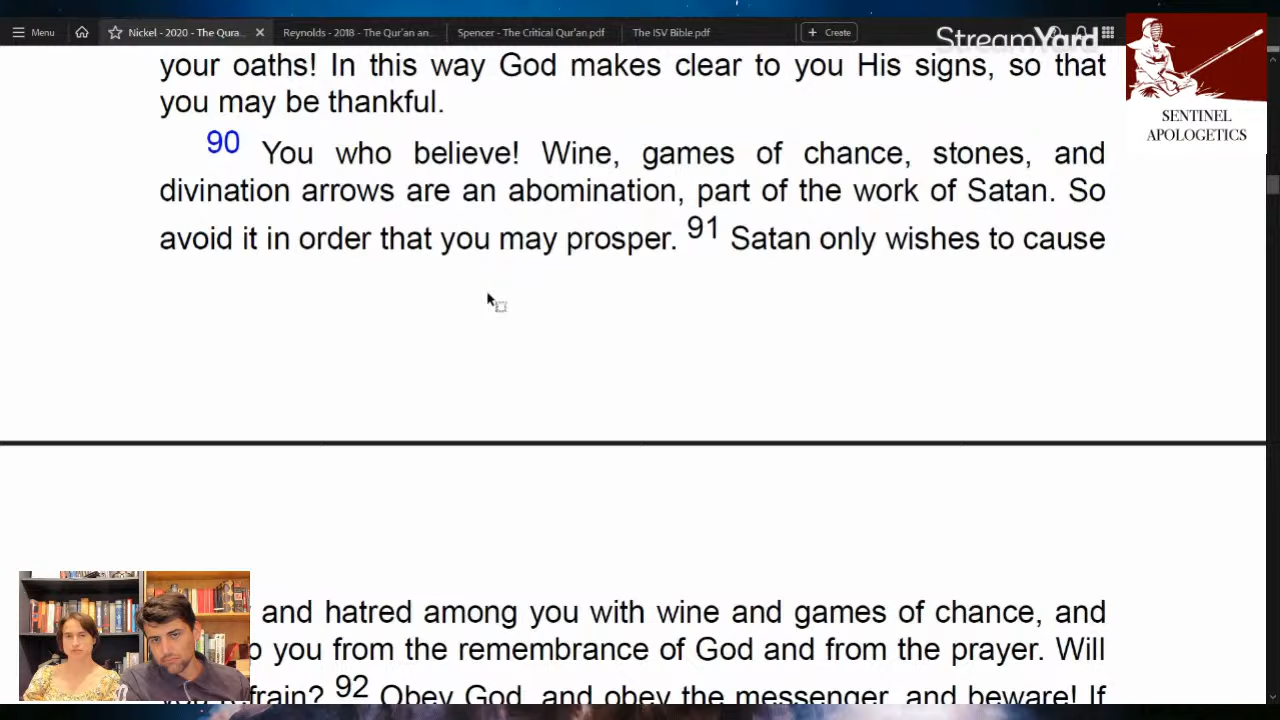 Menu
Nickel - 2020 - The Qura...
Reynolds - 2018 - The Qur'an an...
Spencer - The Critical Qur'an.pdf
The ISV Bible.pdf
Create
StreamYard
SENTINEL
APOLOGETICS
your oaths! In this way God makes clear to you His signs, so that
you may be thankful.
90 You who believe! Wine, games of chance, stones, and
divination arrows are an abomination, part of the work of Satan. So
avoid it in order that you may prosper. 91 Satan only wishes to cause
and hatred among you with wine and games of chance, and
you from the remembrance of God and from the prayer. Will
92 Obey God, and obey the messenger, and beware! If